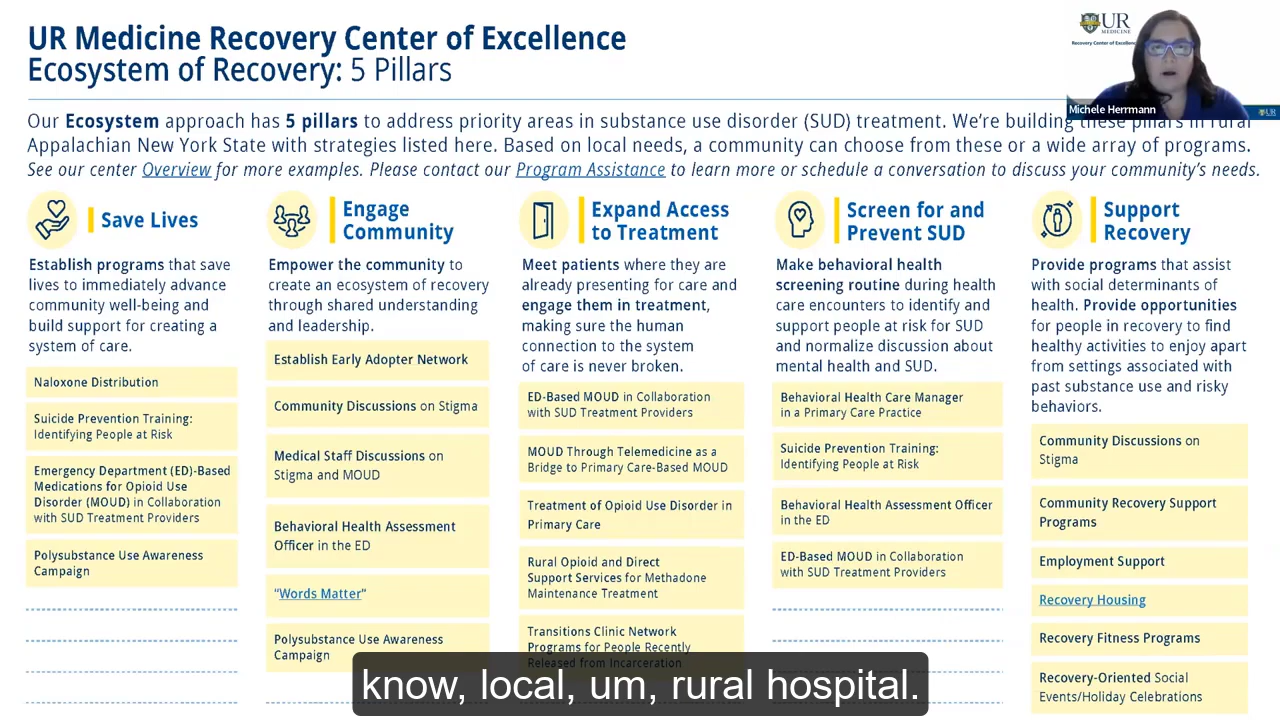 UR Medicine Recovery Center of Excellence
Ecosystem of Recovery: 5 Pillars
UR
MEDICINE
Recovery Center of Excellence
Michele Herrmann
UR
Our Ecosystem approach has 5 pillars to address priority areas in substance use disorder (SUD) treatment. We're building these pillars in rural
Appalachian New York State with strategies listed here. Based on local needs, a community can choose from these or a wide array of programs.
See our center Overview for more examples. Please contact our Program Assistance to learn more or schedule a conversation to discuss your community's needs.
Save Lives
Establish programs that save
lives to immediately advance
community well-being and
build support for creating a
system of care.
Naloxone Distribution
Suicide Prevention Training:
Identifying People at Risk
Emergency Department (ED)-Based
Medications for Opioid Use
Disorder (MOUD) in Collaboration
with SUD Treatment Providers
Polysubstance Use Awareness
Campaign
Engage
Community
Empower the community to
create an ecosystem of recovery
through shared understanding
and leadership.
Establish Early Adopter Network
Community Discussions on Stigma
Medical Staff Discussions on
Stigma and MOUD
Behavioral Health Assessment
Officer in the ED
"Words Matter"
Polysubstance Use Awareness
Campaign
Expand Access
to Treatment
Meet patients where they are
already presenting for care and
engage them in treatment,
making sure the human
connection to the system
of care is never broken.
ED-Based MOUD in Collaboration
with SUD Treatment Providers
MOUD Through Telemedicine as a
Bridge to Primary Care-Based MOUD
Treatment of Opioid Use Disorder in
Primary Care
Rural Opioid and Direct
Support Services for Methadone
Maintenance Treatment
Transitions Clinic Network
Programs for People Recently
Released from Incarceration
Screen for and
Prevent SUD
Make behavioral health
screening routine during health
care encounters to identify and
support people at risk for SUD
and normalize discussion about
mental health and SUD.
Behavioral Health Care Manager
in a Primary Care Practice
Suicide Prevention Training:
Identifying People at Risk
Behavioral Health Assessment Officer
in the ED
ED-Based MOUD in Collaboration
with SUD Treatment Providers
Support
Recovery
Provide programs that assist
with social determinants of
health. Provide opportunities
for people in recovery to find
healthy activities to enjoy apart
from settings associated with
past substance use and risky
behaviors.
Community Discussions on
Stigma
Community Recovery Support
Programs
Employment Support
Recovery Housing
Recovery Fitness Programs
Recovery-Oriented Social
Events/Holiday Celebrations
know, local, um, rural hospital.